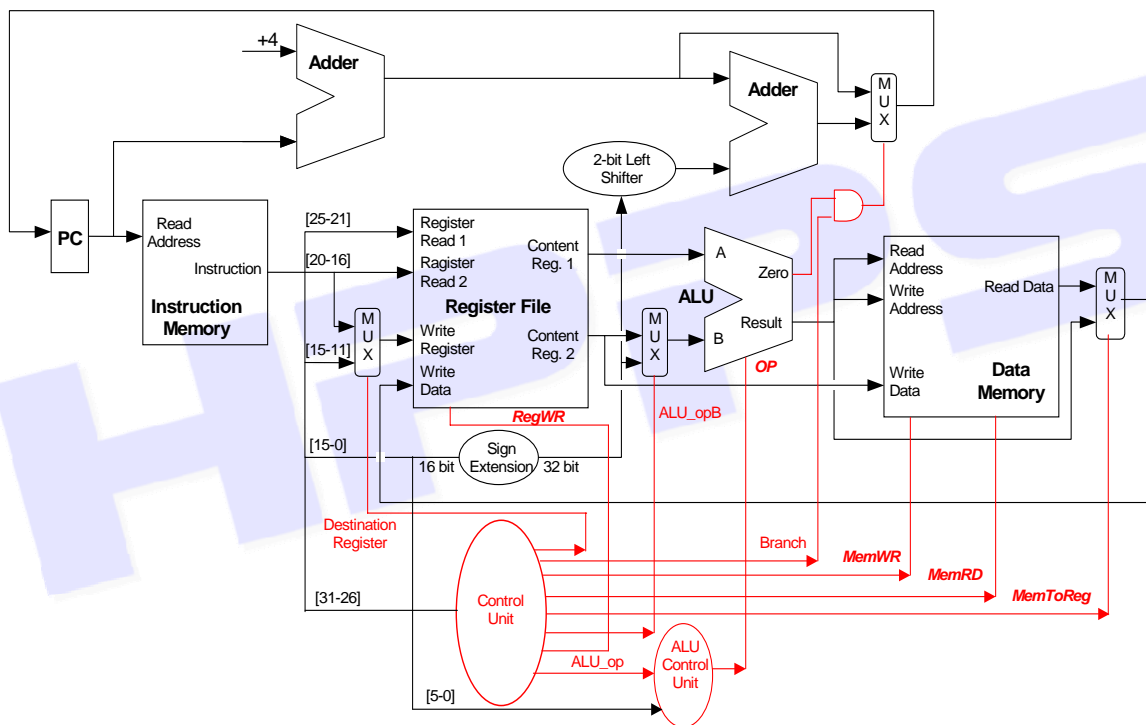 +4
Adder
Adder
M
U
X
2-bit Left
Shifter
PC
Read
Address
Instruction
Instruction
Memory
[25-21]
[20-16]
[15-11]
M
U
X
Register
Read 1
Ragister
Read 2
Content
Reg. 1
Register File
Write
Register
Content
Reg. 2
Write
Data
RegWR
M
U
X
ALU_opB
A
Zero
ALU
Result
B
OP
Read
Address
Write
Address
Read Data
Write
Data
Data
Memory
M
U
X
[15-0]
16 bit
Sign
Extension
32 bit
Destination
Register
Branch
MemWR
MemRD
MemToReg
[31-26]
Control
Unit
ALU_op
ALU
Control
Unit
[5-0]
HPPS